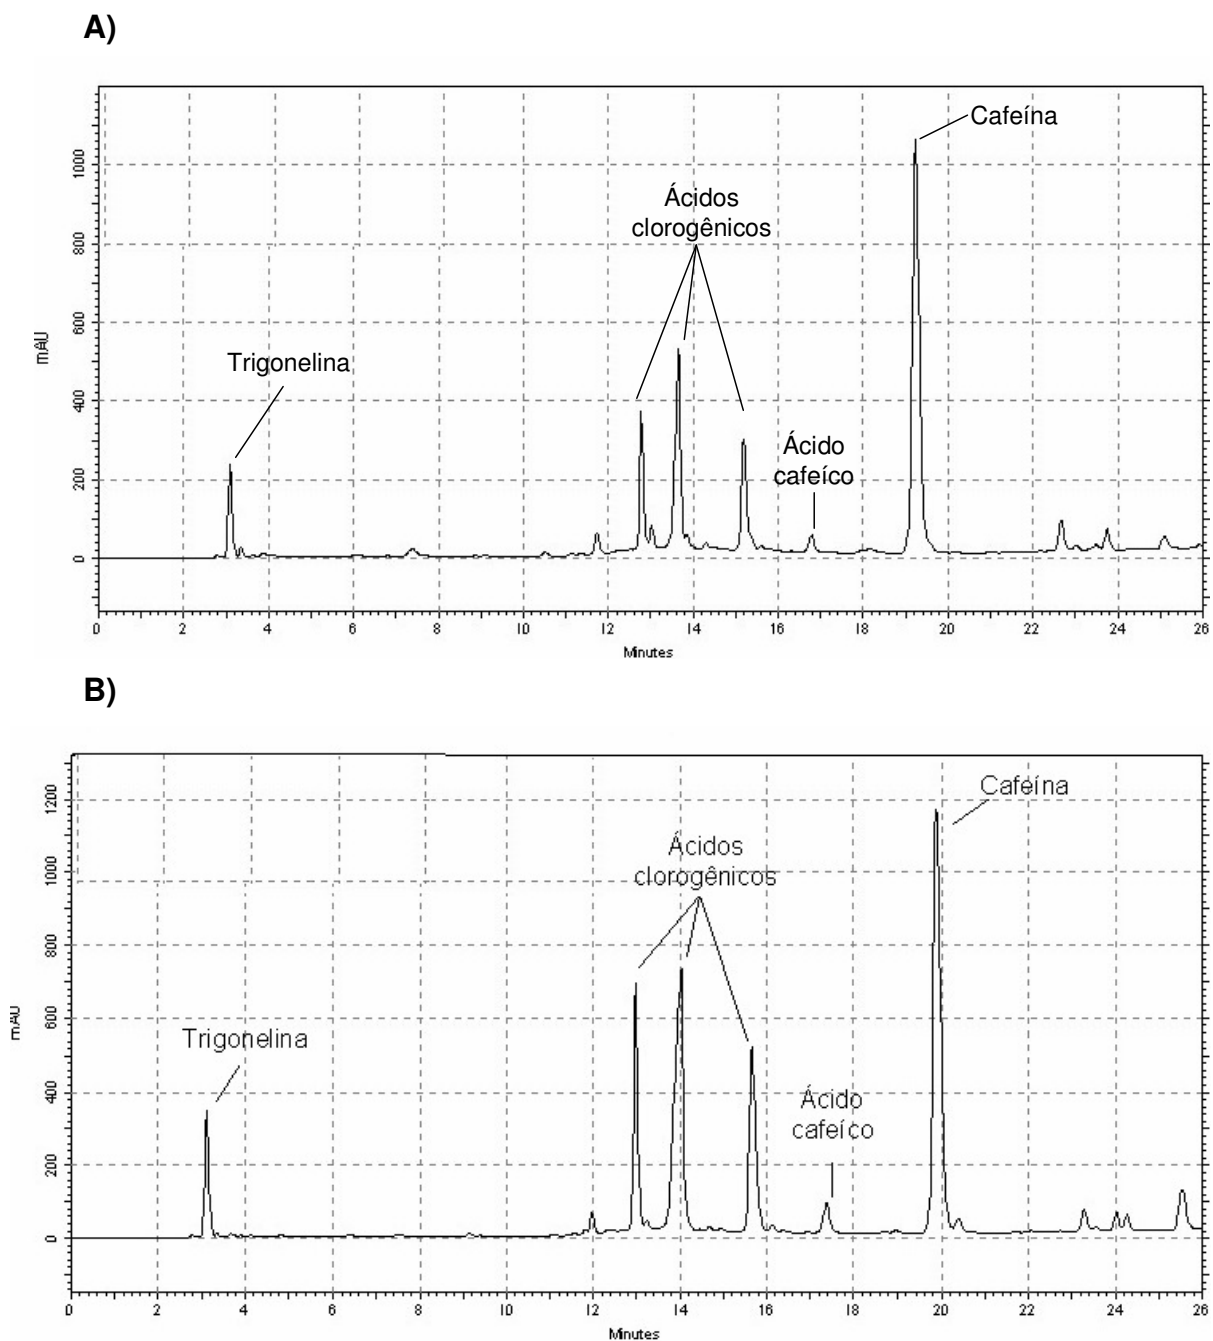 A)
Cafeína
Ácidos
clorogênicos
Trigonelina
Ácido
cafeíco
mAU
1000
800
600
400
200
0
0 2 4 6 8 10 12 14 16 18 20 22 24 26
Minutes
B)
Cafeína
Ácidos
clorogênicos
Trigonelina
Ácido
cafeíco
mAU
1200
1000
800
600
400
200
0
0 2 4 6 8 10 12 14 16 18 20 22 24 26
Minutes